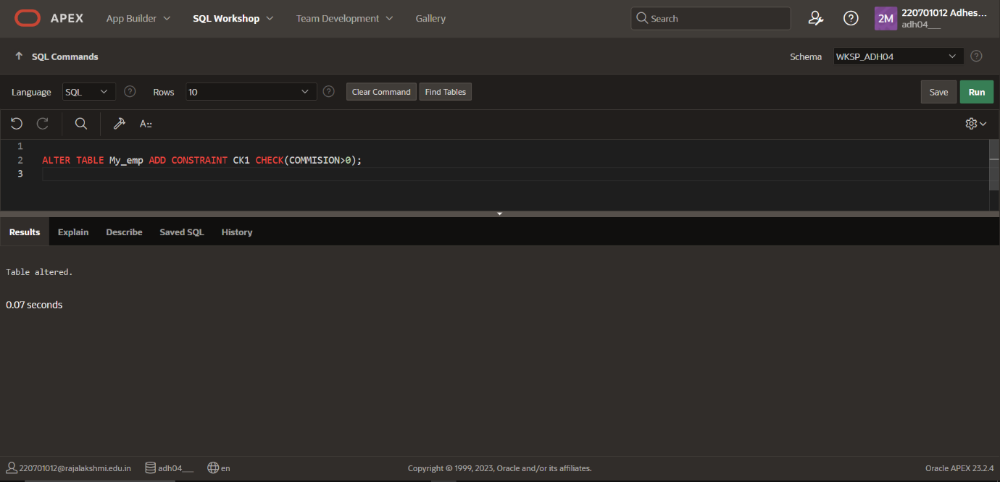 APEX App Builder SQL Workshop Team Development Gallery Search 2M 220701012 Adhes...
adh04___
SQL Commands Schema WKSP_ADH04
Language SQL Rows 10 Clear Command Find Tables Save Run
A::
1
2 ALTER TABLE My_emp ADD CONSTRAINT CK1 CHECK(COMMISION>0);
3
Results Explain Describe Saved SQL History
Table altered.
0.07 seconds
220701012@rajalakshmi.edu.in adh04___ en Copyright © 1999, 2023, Oracle and/or its affiliates. Oracle APEX 23.2.4